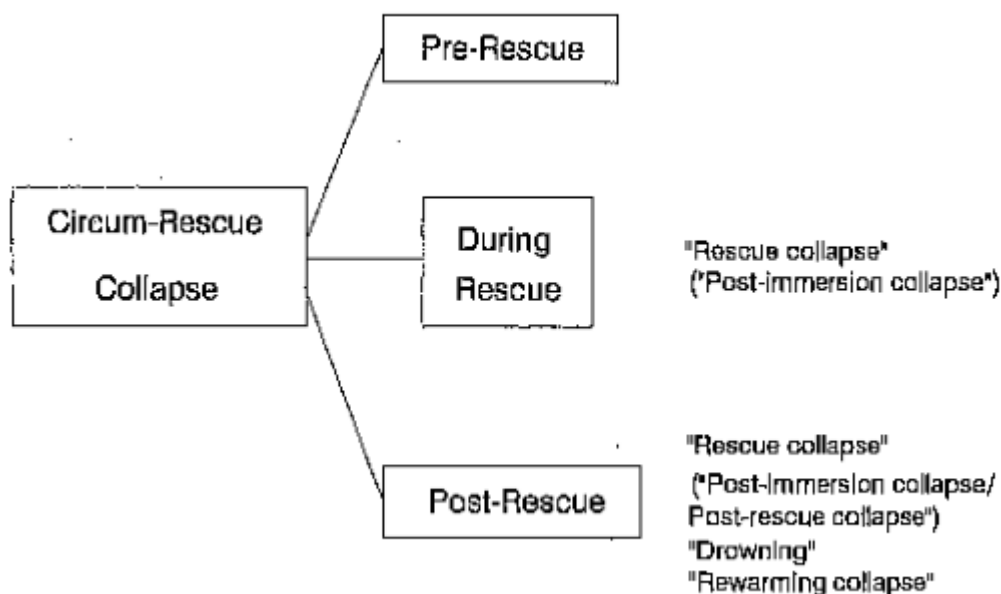 Pre-Rescue
Circum-Rescue
Collapse
During
Rescue
"Rescue collapse"
("Post-immersion collapse")
Post-Rescue
"Rescue collapse"
("Post-immersion collapse/
Post-rescue collapse")
"Drowning"
"Rewarming collapse"